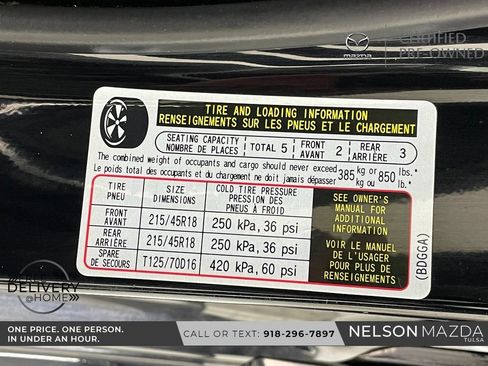 mazda
CERTIFIED
PRE-OWNED
TIRE AND LOADING INFORMATION
RENSEIGNEMENTS SUR LES PNEUS ET LE CHARGEMENT
SEATING CAPACITY
NOMBRE DE PLACES
TOTAL 5
FRONT
AVANT 2
REAR
ARRIÈRE 3
The combined weight of occupants and cargo should never exceed 385 kg or 850 lbs.
Le poids total des occupants et du chargement ne doit jamais dépasser kg ou lb.
TIRE
PNEU
SIZE
DIMENSIONS
COLD TIRE PRESSURE
PRESSION DES
PNEUS À FROID
FRONT
AVANT
215/45R18
250 kPa, 36 psi
REAR
ARRIÈRE
215/45R18
250 kPa, 36 psi
SPARE
DE SECOURS
T125/70D16
420 kPa, 60 psi
SEE OWNER'S
MANUAL FOR
ADDITIONAL
INFORMATION
VOIR LE MANUEL
DE L'USAGER
POUR PLUS DE
RENSEIGNEMENTS
(BDGGA)
DELIVERY
@HOME
ONE PRICE. ONE PERSON.
IN UNDER AN HOUR.
CALL OR TEXT: 918-296-7897
NELSON MAZDA
TULSA